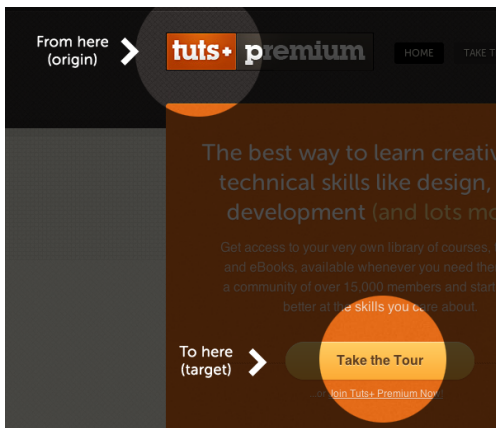 From here
(origin)
tuts+ premium
HOME
TAKE T
The best way to learn creativ
technical skills like design,
development (and lots mo
Get access to your very own library of courses,
and eBooks, available whenever you need the
a community of over 15,000 members and start
better at the skills you care about.
To here
(target)
Take the Tour
...or Join Tuts+ Premium Now!